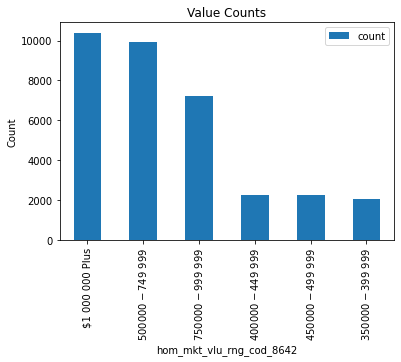 Value Counts
count
Count
10000
8000
6000
4000
2000
0
$1 000 000 Plus
500000 − 749 999
750000 − 999 999
400000 − 449 999
450000 − 499 999
350000 − 399 999
hom_mkt_vlu_rng_cod_8642